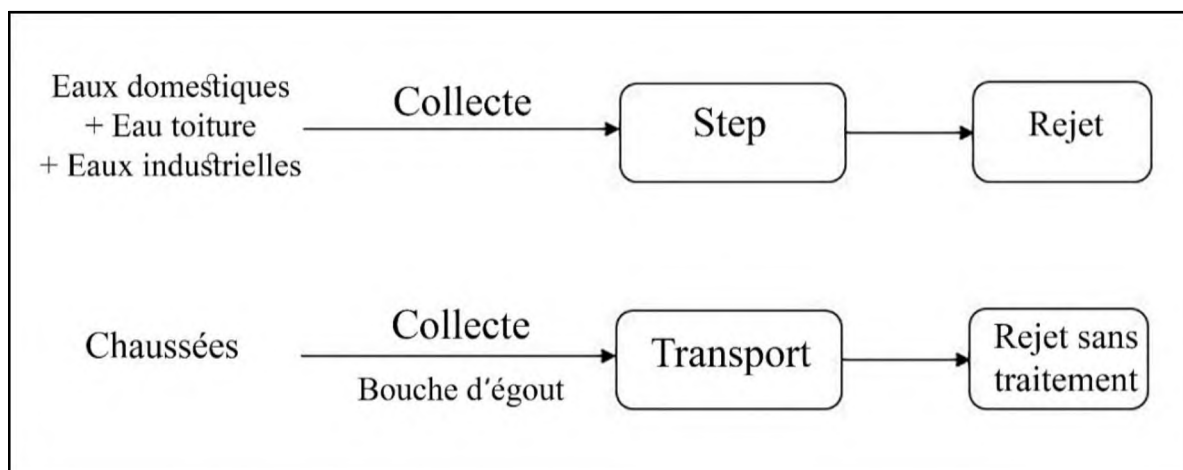 Eaux domestiques
+ Eau toiture
+ Eaux industrielles
Collecte
Step
Rejet
Chaussées
Collecte
Bouche d'égout
Transport
Rejet sans
traitement